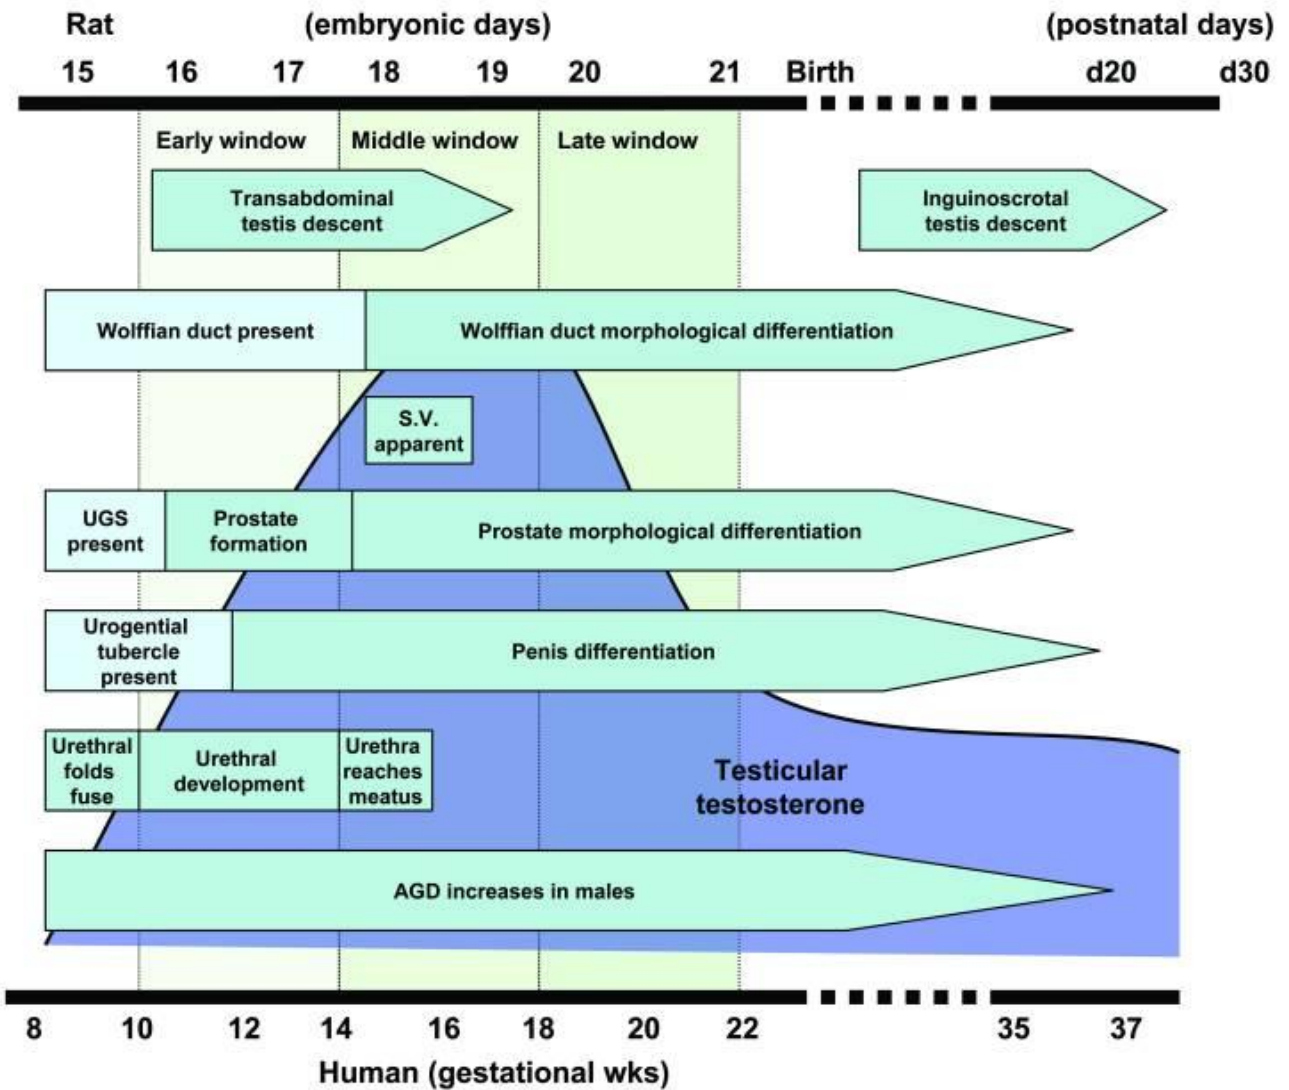 Rat (embryonic days) (postnatal days)
15 16 17 18 19 20 21 Birth d20 d30
Early window Middle window Late window
Transabdominal
testis descent
Inguinoscrotal
testis descent
Wolffian duct present
Wolffian duct morphological differentiation
S.V.
apparent
UGS
present
Prostate
formation
Prostate morphological differentiation
Urogential
tubercle
present
Penis differentiation
Urethral
folds
fuse
Urethral
development
Urethra
reaches
meatus
Testicular
testosterone
AGD increases in males
8 10 12 14 16 18 20 22 35 37
Human (gestational wks)